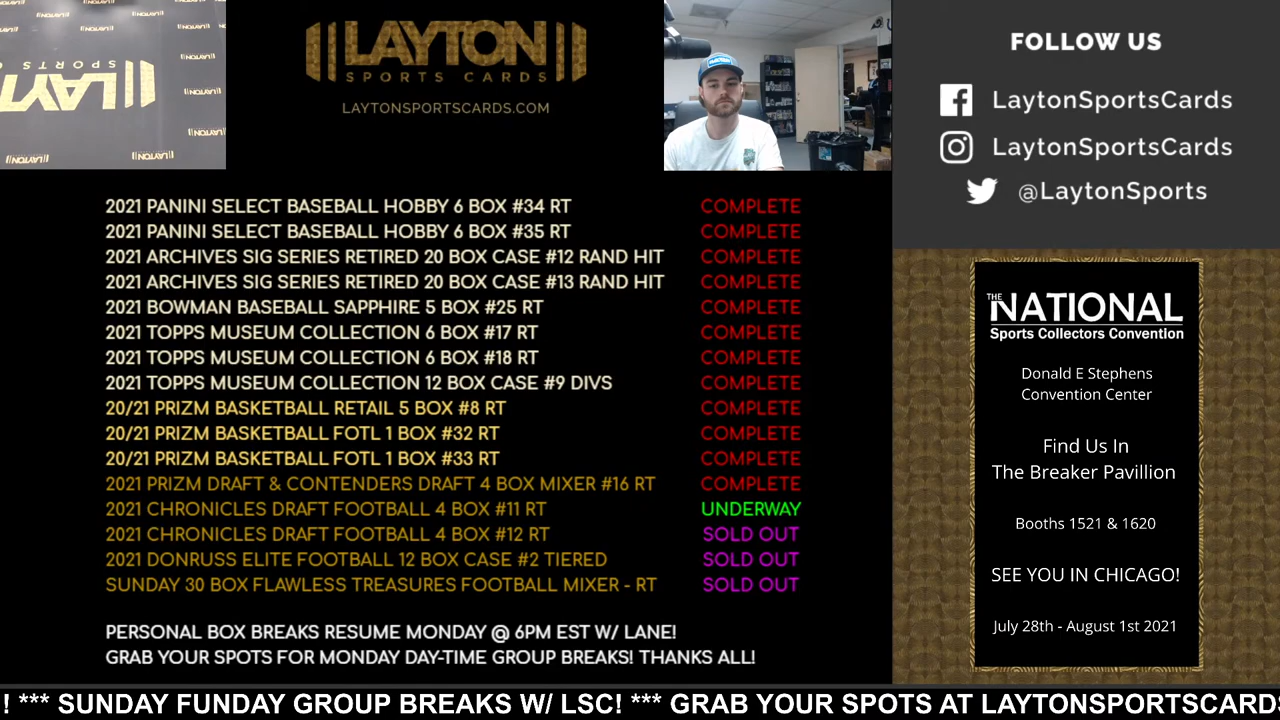 LAYTON
SPORTS CARDS
LAYTONSPORTSCARDS.COM
2021 PANINI SELECT BASEBALL HOBBY 6 BOX #34 RT COMPLETE
2021 PANINI SELECT BASEBALL HOBBY 6 BOX #35 RT COMPLETE
2021 ARCHIVES SIG SERIES RETIRED 20 BOX CASE #12 RAND HIT COMPLETE
2021 ARCHIVES SIG SERIES RETIRED 20 BOX CASE #13 RAND HIT COMPLETE
2021 BOWMAN BASEBALL SAPPHIRE 5 BOX #25 RT COMPLETE
2021 TOPPS MUSEUM COLLECTION 6 BOX #17 RT COMPLETE
2021 TOPPS MUSEUM COLLECTION 6 BOX #18 RT COMPLETE
2021 TOPPS MUSEUM COLLECTION 12 BOX CASE #9 DIVS COMPLETE
20/21 PRIZM BASKETBALL RETAIL 5 BOX #8 RT COMPLETE
20/21 PRIZM BASKETBALL FOTL 1 BOX #32 RT COMPLETE
20/21 PRIZM BASKETBALL FOTL 1 BOX #33 RT COMPLETE
2021 PRIZM DRAFT & CONTENDERS DRAFT 4 BOX MIXER #16 RT COMPLETE
2021 CHRONICLES DRAFT FOOTBALL 4 BOX #11 RT UNDERWAY
2021 CHRONICLES DRAFT FOOTBALL 4 BOX #12 RT SOLD OUT
2021 DONRUSS ELITE FOOTBALL 12 BOX CASE #2 TIERED SOLD OUT
SUNDAY 30 BOX FLAWLESS TREASURES FOOTBALL MIXER - RT SOLD OUT
PERSONAL BOX BREAKS RESUME MONDAY @ 6PM EST W/ LANE!
GRAB YOUR SPOTS FOR MONDAY DAY-TIME GROUP BREAKS! THANKS ALL!
FOLLOW US
LaytonSportsCards
LaytonSportsCards
@LaytonSports
THE NATIONAL
Sports Collectors Convention
Donald E Stephens
Convention Center
Find Us In
The Breaker Pavillion
Booths 1521 & 1620
SEE YOU IN CHICAGO!
July 28th - August 1st 2021
! *** SUNDAY FUNDAY GROUP BREAKS W/ LSC! *** GRAB YOUR SPOTS AT LAYTONSPORTSCARDS